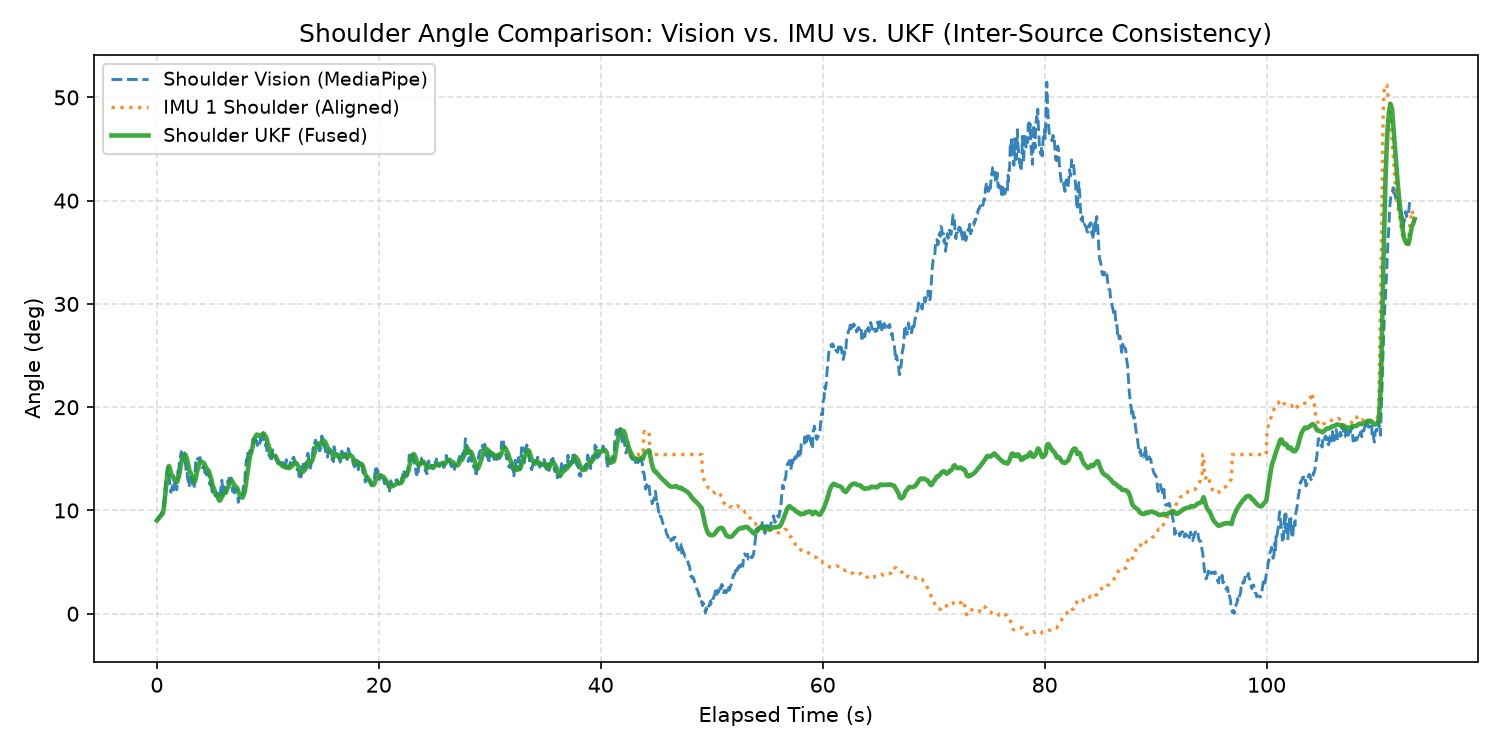 Shoulder Angle Comparison: Vision vs. IMU vs. UKF (Inter-Source Consistency)
Shoulder Vision (MediaPipe)
IMU 1 Shoulder (Aligned)
Shoulder UKF (Fused)
Angle (deg)
50
40
30
20
10
0
0 20 40 60 80 100
Elapsed Time (s)